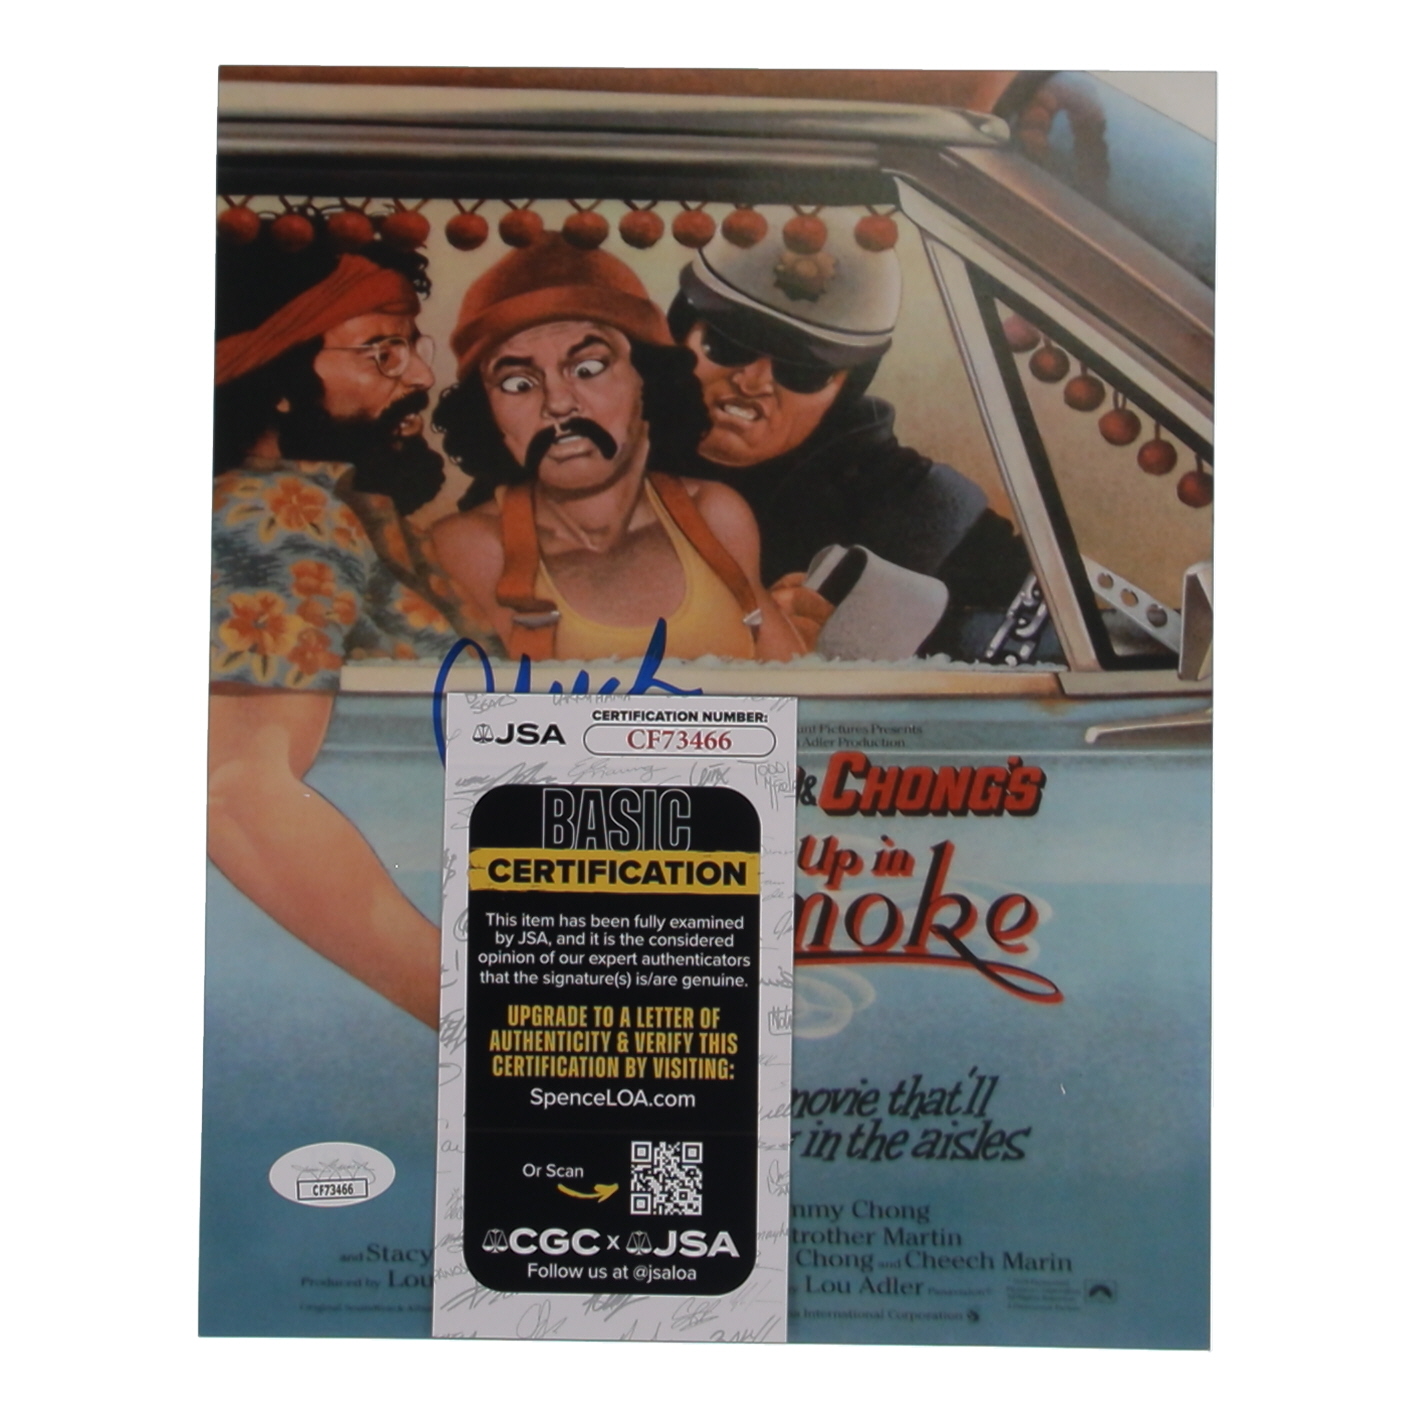 Cheech
JSA
CERTIFICATION NUMBER:
CF73466
BASIC
CERTIFICATION
This item has been fully examined
by JSA, and it is the considered
opinion of our expert authenticators
that the signature(s) is/are genuine.
UPGRADE TO A LETTER OF
AUTHENTICITY & VERIFY THIS
CERTIFICATION BY VISITING:
SpenceLOA.com
Or Scan
CGC x JSA
Follow us at @jsaloa
Pictures Presents
Adler Production
& CHONG'S
Up in
moke
movie that'll
in the aisles
mmy Chong
trother Martin
Chong and Cheech Marin
Lou Adler
International Corporation
and Stacy
Produced by Lou
CF73466